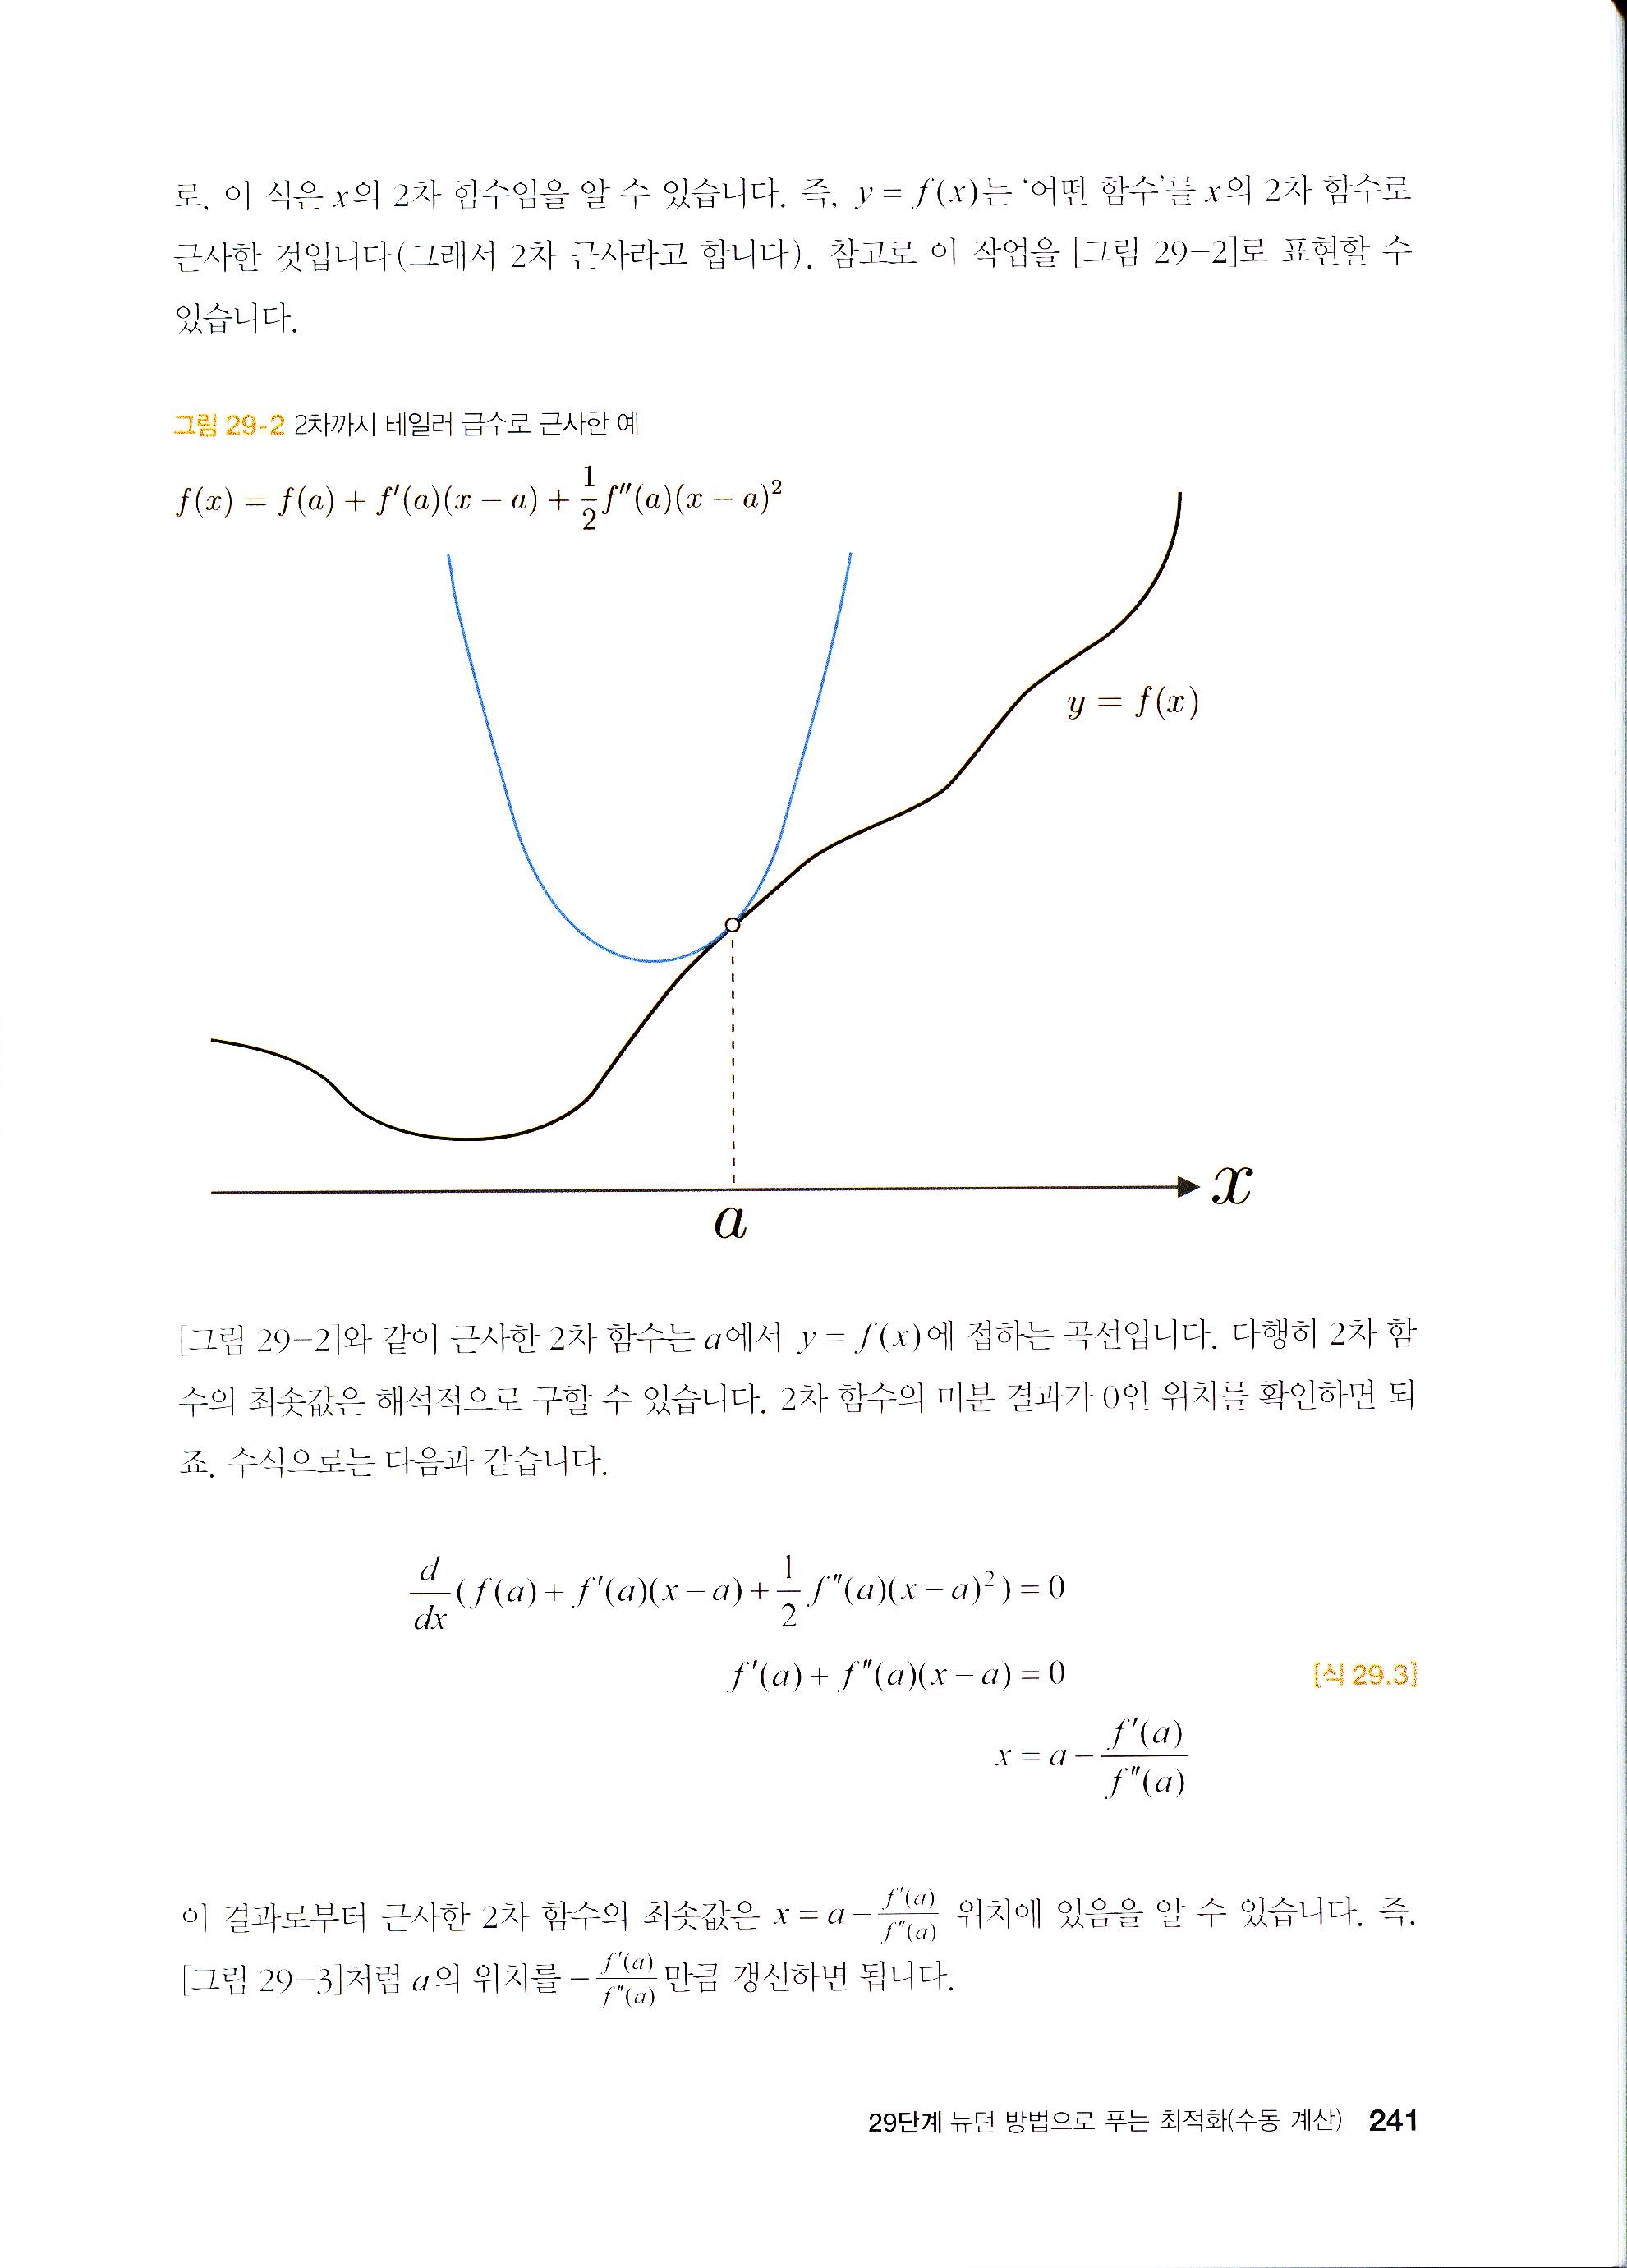 로, 이 식은 x의 2차 함수임을 알 수 있습니다. 즉, y = f(x)는 ‘어떤 함수’를 x의 2차 함수로
근사한 것입니다(그래서 2차 근사라고 합니다). 참고로 이 작업을 [그림 29-2]로 표현할 수
있습니다.
그림 29-2 2차까지 테일러 급수로 근사한 예
f(x) = f(a) + f′(a)(x − a) + 1/2 f″(a)(x − a)²
y = f(x)
x
a
[그림 29-2]와 같이 근사한 2차 함수는 a에서 y = f(x)에 접하는 곡선입니다. 다행히 2차 함
수의 최솟값은 해석적으로 구할 수 있습니다. 2차 함수의 미분 결과가 0인 위치를 확인하면 되
죠. 수식으로는 다음과 같습니다.
d/dx (f(a) + f′(a)(x − a) + 1/2 f″(a)(x − a)²) = 0
f′(a) + f″(a)(x − a) = 0 [식 29.3]
x = a − f′(a)/f″(a)
이 결과로부터 근사한 2차 함수의 최솟값은 x = a − f′(a)/f″(a) 위치에 있음을 알 수 있습니다. 즉,
[그림 29-3]처럼 a의 위치를 − f′(a)/f″(a) 만큼 갱신하면 됩니다.
29단계 뉴턴 방법으로 푸는 최적화(수동 계산) 241